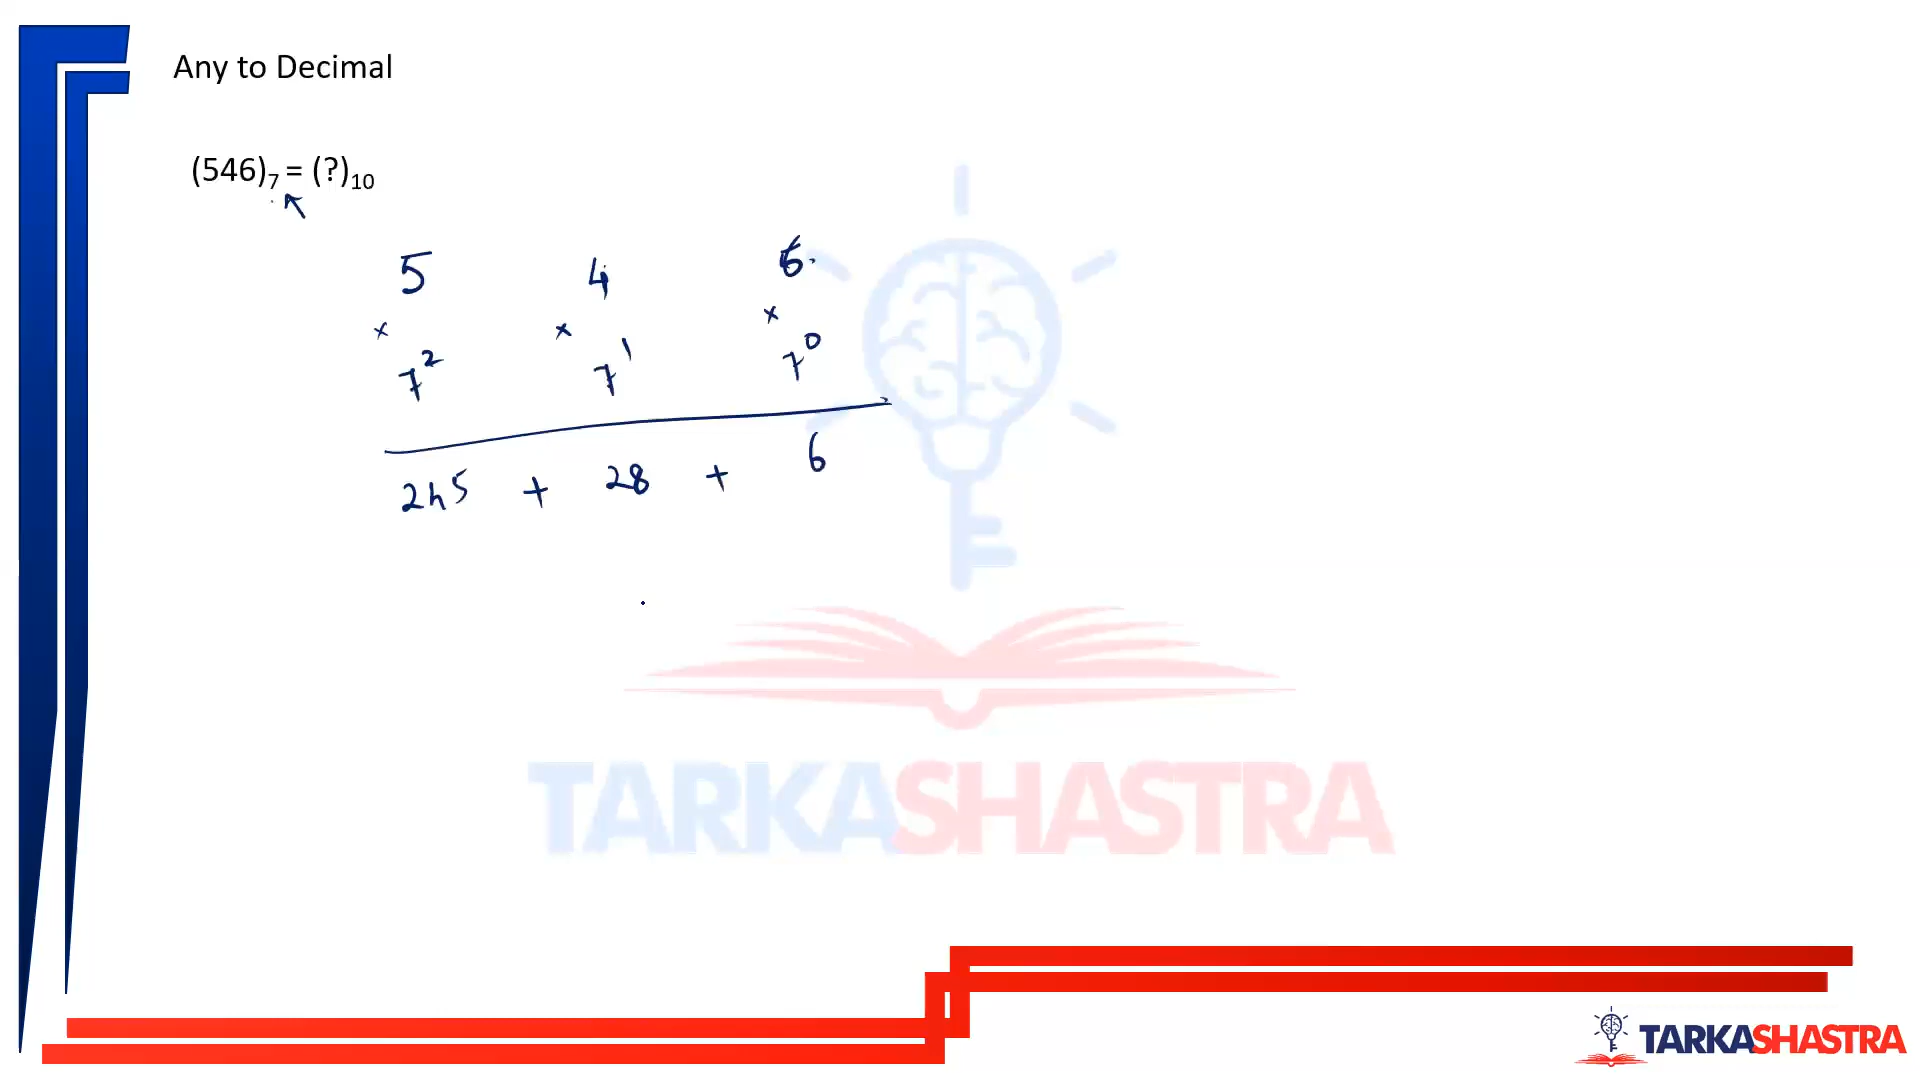 Any to Decimal
(546)₇ = (?)₁₀
5 4 6
× × ×
7² 7¹ 7⁰
245 + 28 + 6
TARKASHASTRA
TARKASHASTRA